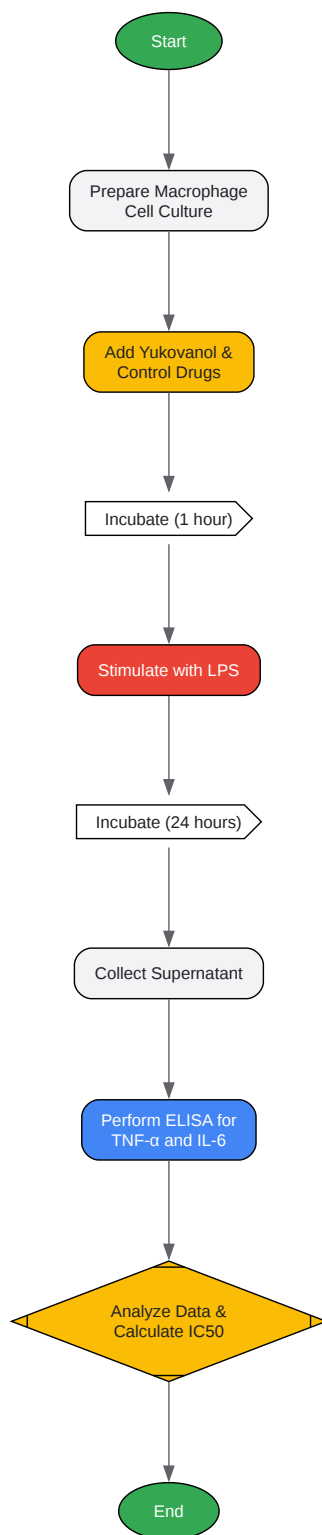 Start
Prepare Macrophage
Cell Culture
Add Yukovanol &
Control Drugs
Incubate (1 hour)
Stimulate with LPS
Incubate (24 hours)
Collect Supernatant
Perform ELISA for
TNF-α and IL-6
Analyze Data &
Calculate IC50
End